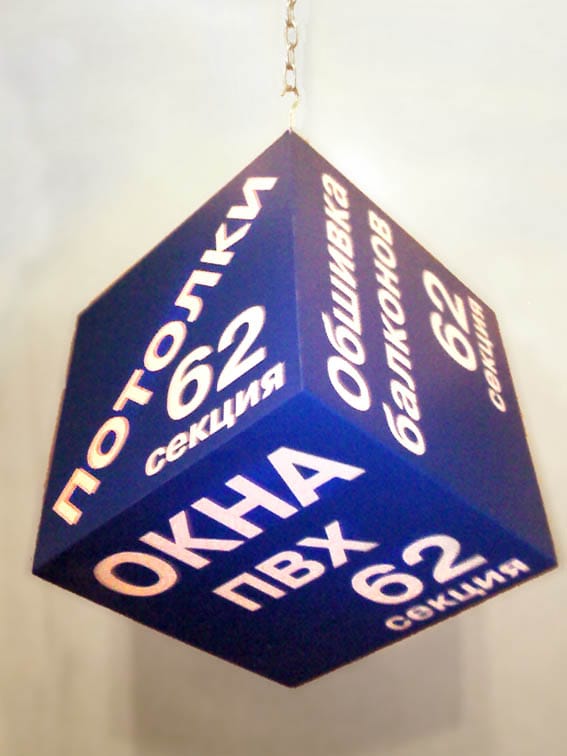 ПОТОЛКИ
62
секция
Обшивка
балконов
62
секция
ОКНА
ПВХ
62
секция